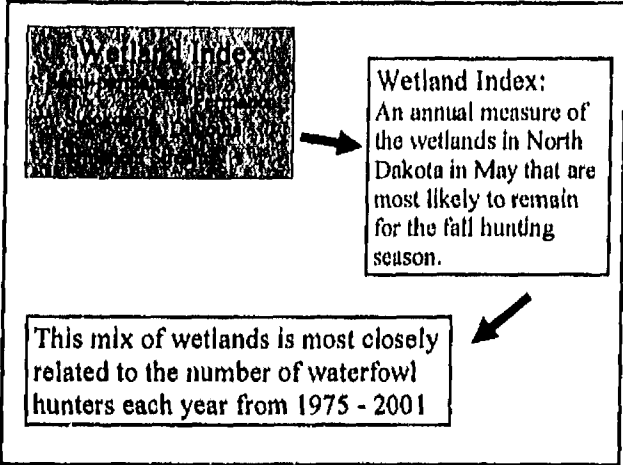 Wetland Index
Wetland Index:
An annual measure of
the wetlands in North
Dakota in May that are
most likely to remain
for the fall hunting
season.
This mix of wetlands is most closely
related to the number of waterfowl
hunters each year from 1975 - 2001